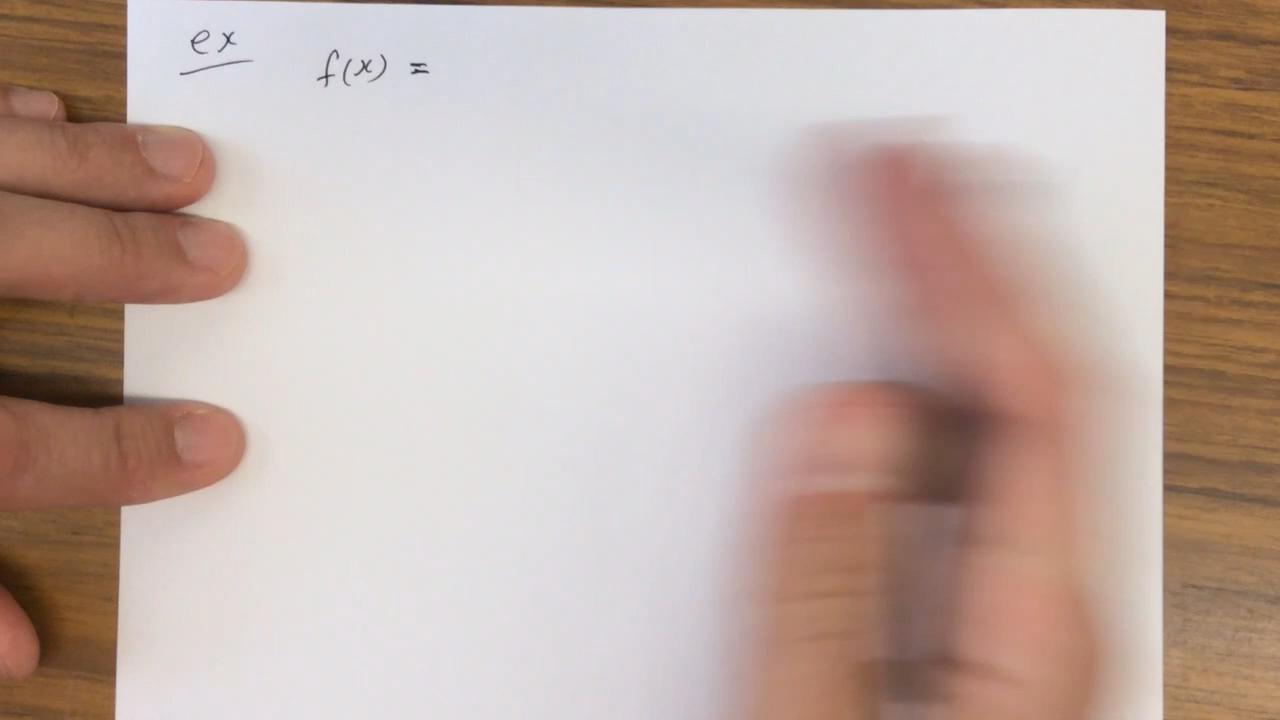 ex f(x) =